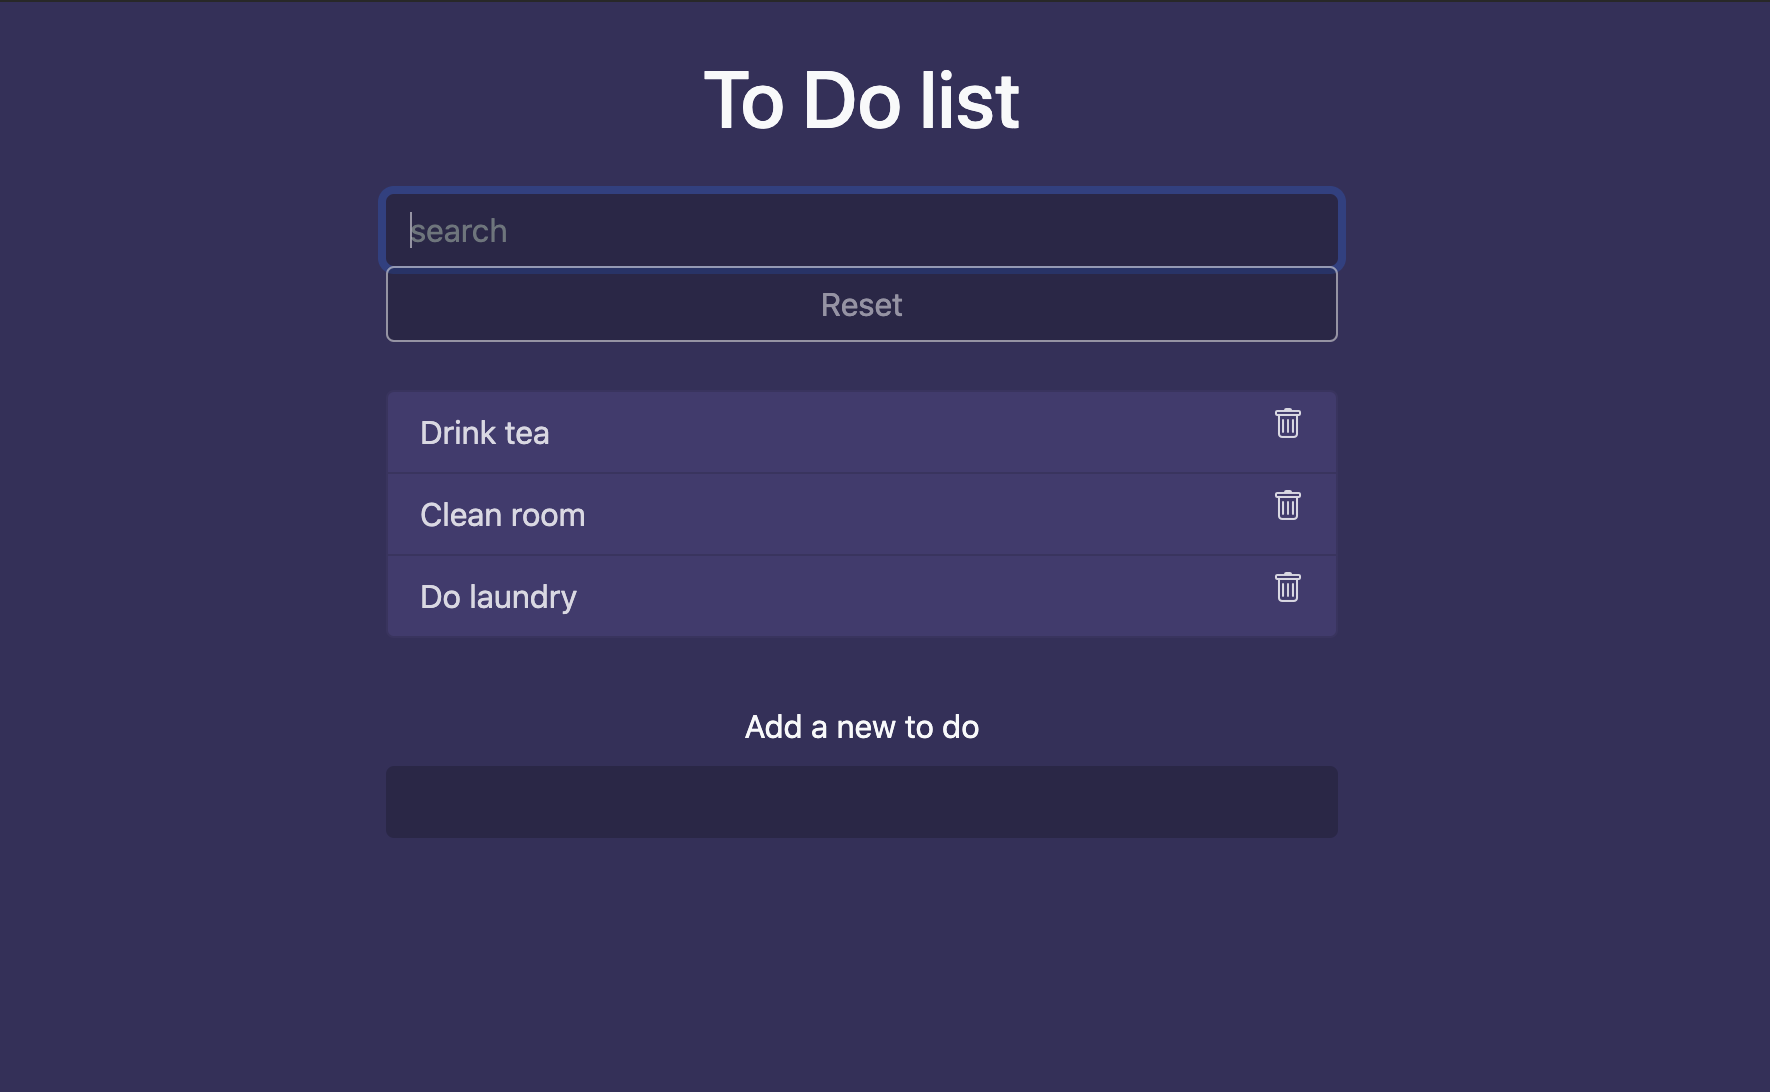 To Do list
search
Reset
Drink tea
Clean room
Do laundry
Add a new to do